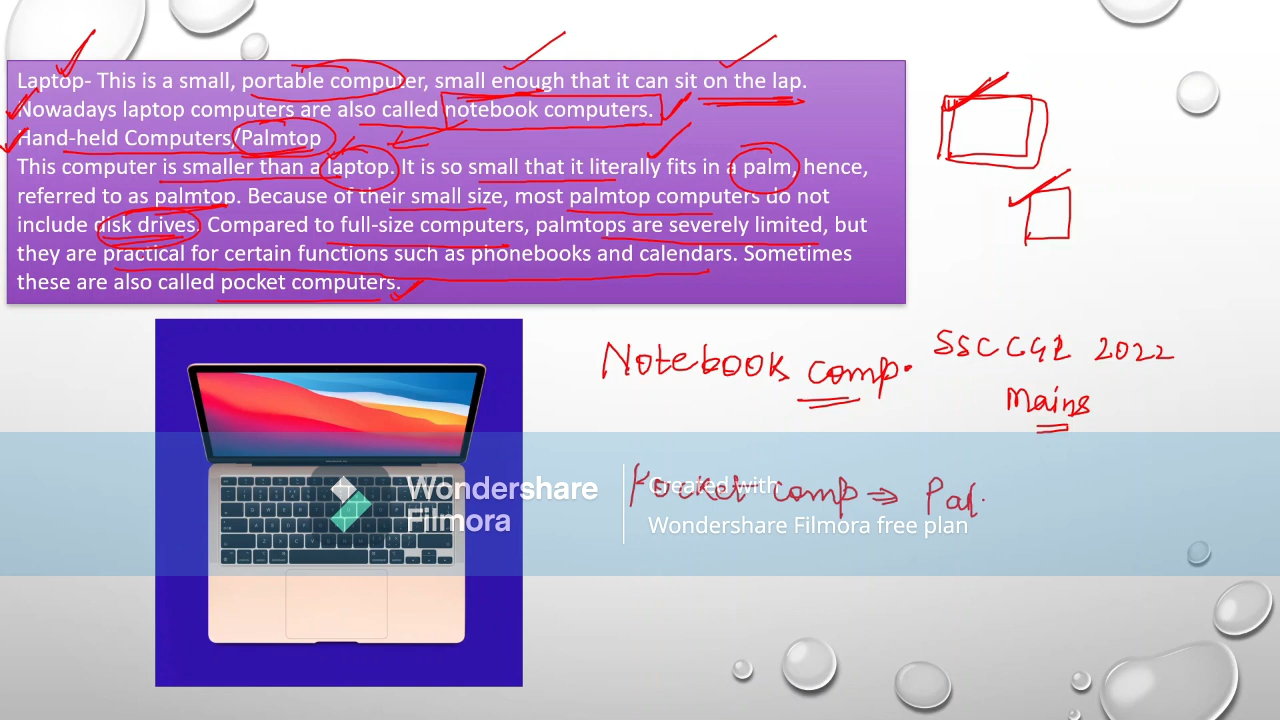 Laptop- This is a small, portable computer, small enough that it can sit on the lap.
Nowadays laptop computers are also called notebook computers.
Hand-held Computers/Palmtop
This computer is smaller than a laptop. It is so small that it literally fits in a palm, hence,
referred to as palmtop. Because of their small size, most palmtop computers do not
include disk drives. Compared to full-size computers, palmtops are severely limited, but
they are practical for certain functions such as phonebooks and calendars. Sometimes
these are also called pocket computers.
Notebook comp.
SSC CGL 2022
Mains
Pocket comp ⇒ Pal
Wondershare
Filmora
Created with
Wondershare Filmora free plan